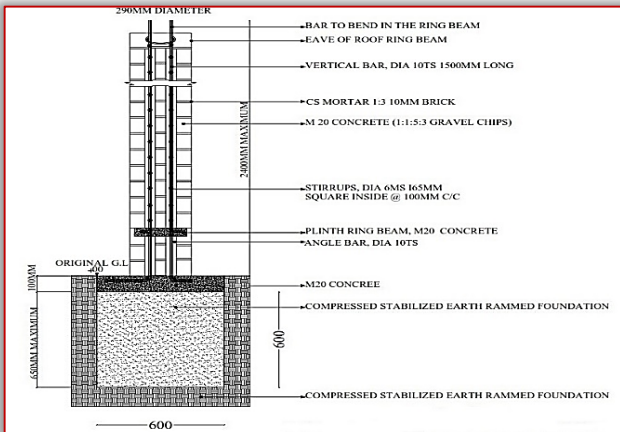 290MM DIAMETER
BAR TO BEND IN THE RING BEAM
EAVE OF ROOF RING BEAM
VERTICAL BAR, DIA 10TS 1500MM LONG
CS MORTAR 1:3 10MM BRICK
M 20 CONCRETE (1:1:5:3 GRAVEL CHIPS)
2400MM MAXIMUM
STIRRUPS, DIA 6MS I65MM
SQUARE INSIDE @ 100MM C/C
PLINTH RING BEAM, M20 CONCRETE
ANGLE BAR, DIA 10TS
ORIGINAL G.L
00
100MM
M20 CONCREE
COMPRESSED STABILIZED EARTH RAMMED FOUNDATION
650MM MAXIMUM
600
COMPRESSED STABILIZED EARTH RAMMED FOUNDATION
600